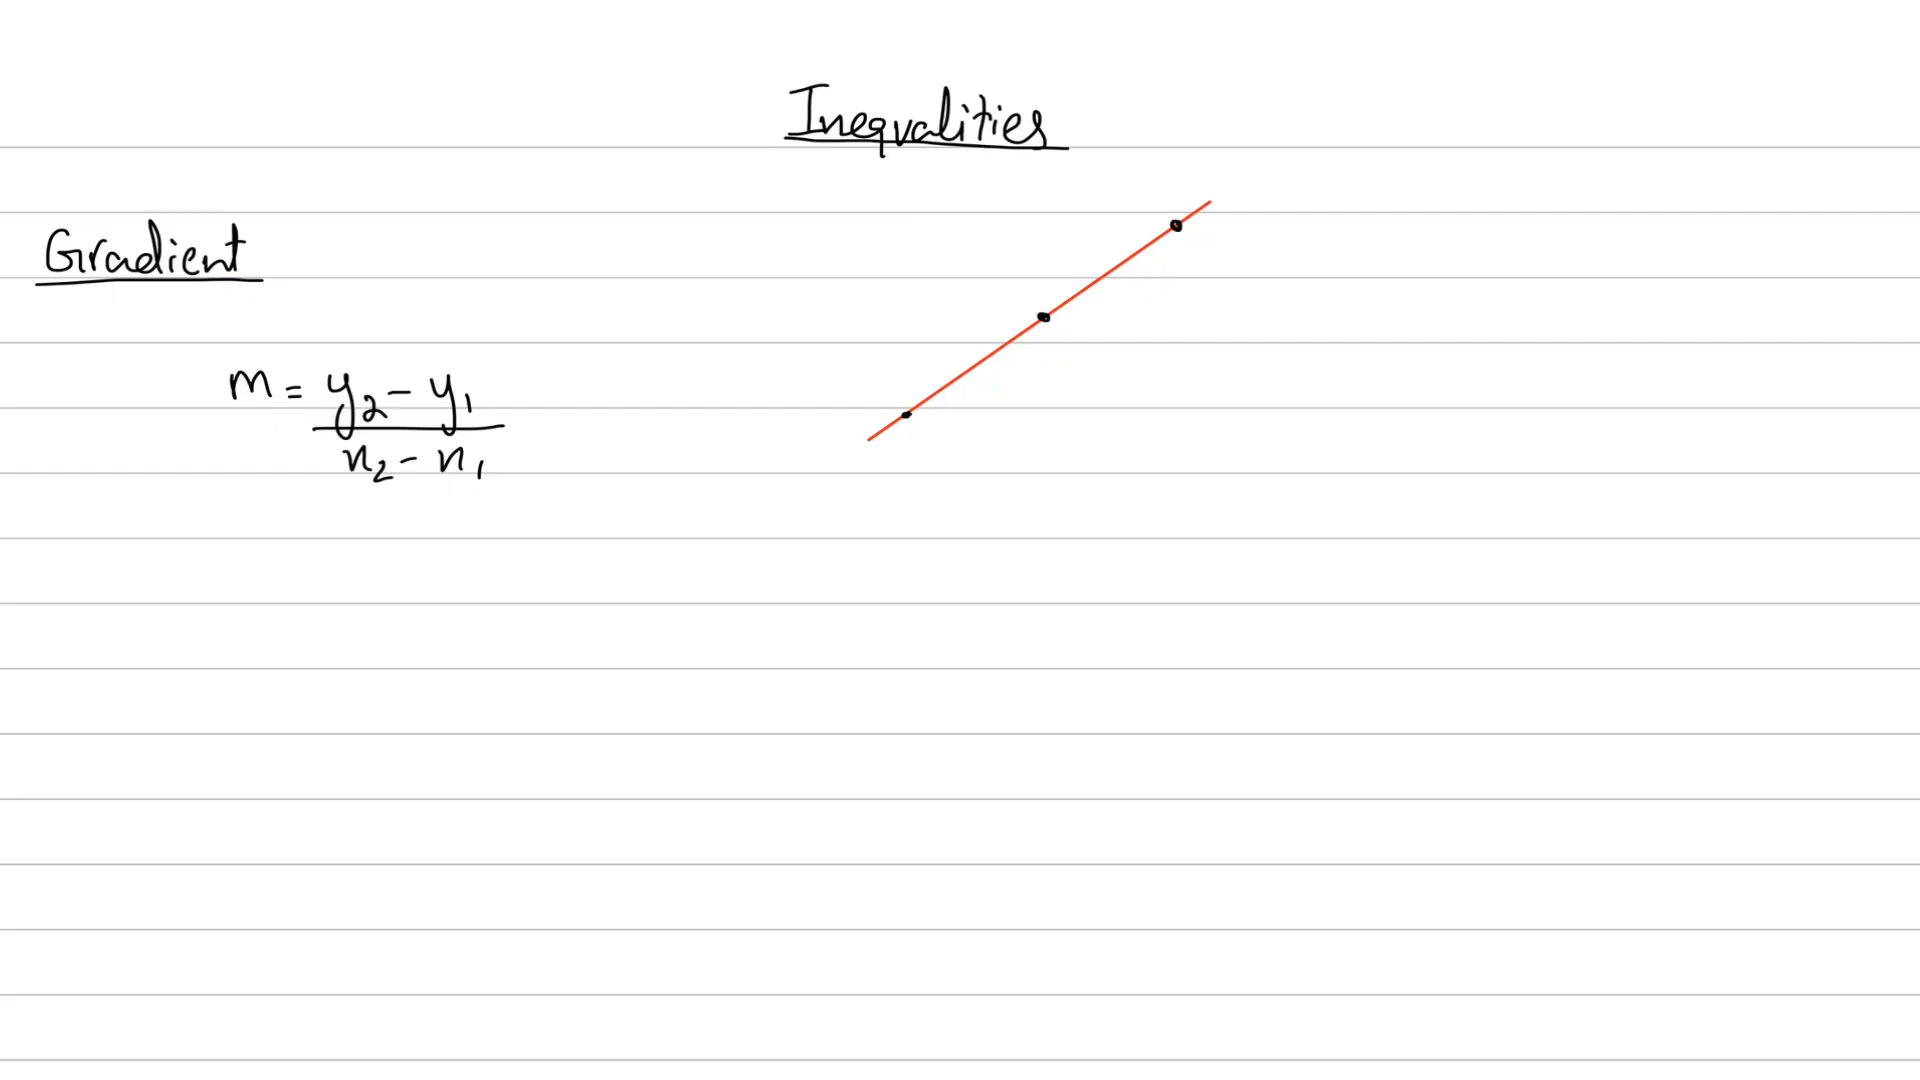 Inequalities
Gradient
m = y₂ - y₁
x₂ - x₁